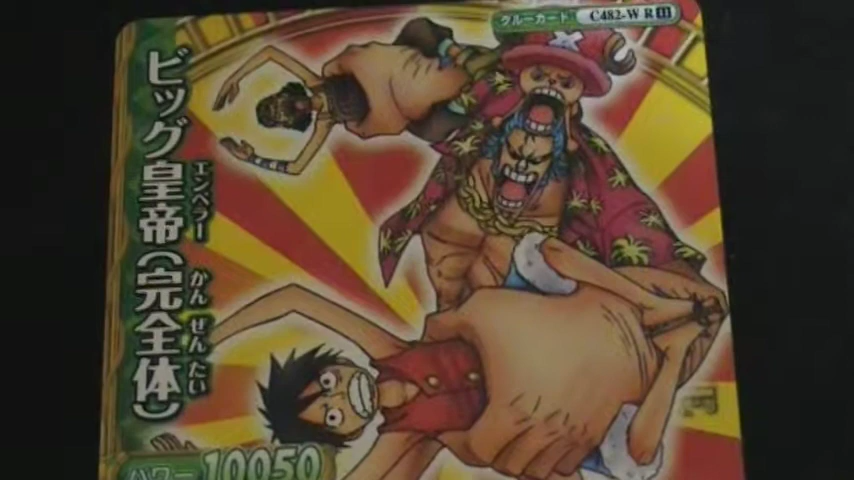 クルーカード C482-W R
ビッグ皇帝(完全体)
エンペラー
かんぜんたい
パワー 10050